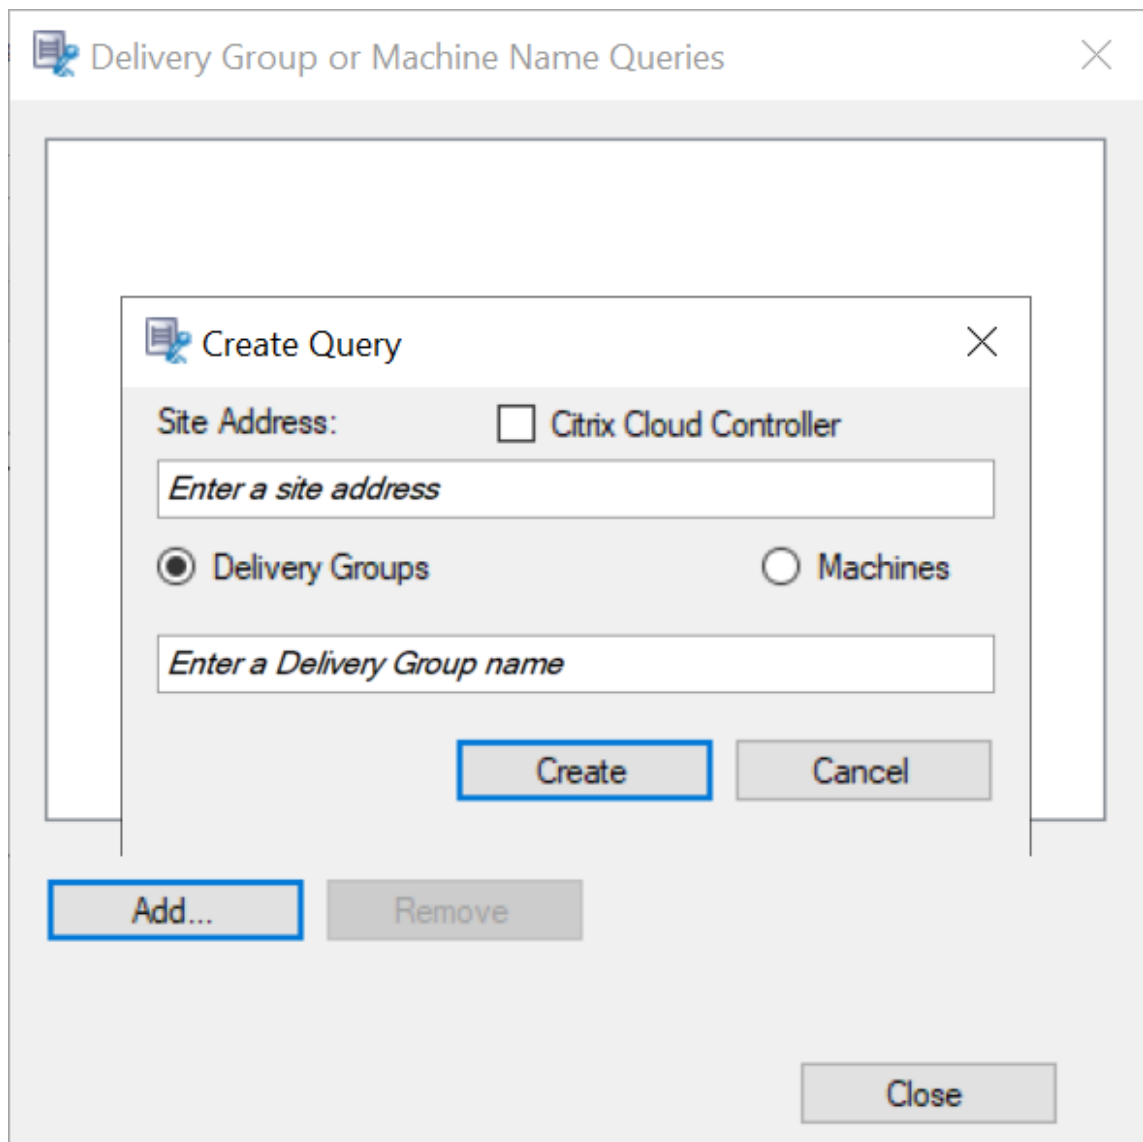 Delivery Group or Machine Name Queries
Create Query
Site Address: Citrix Cloud Controller
Enter a site address
Delivery Groups Machines
Enter a Delivery Group name
Create Cancel
Add... Remove
Close